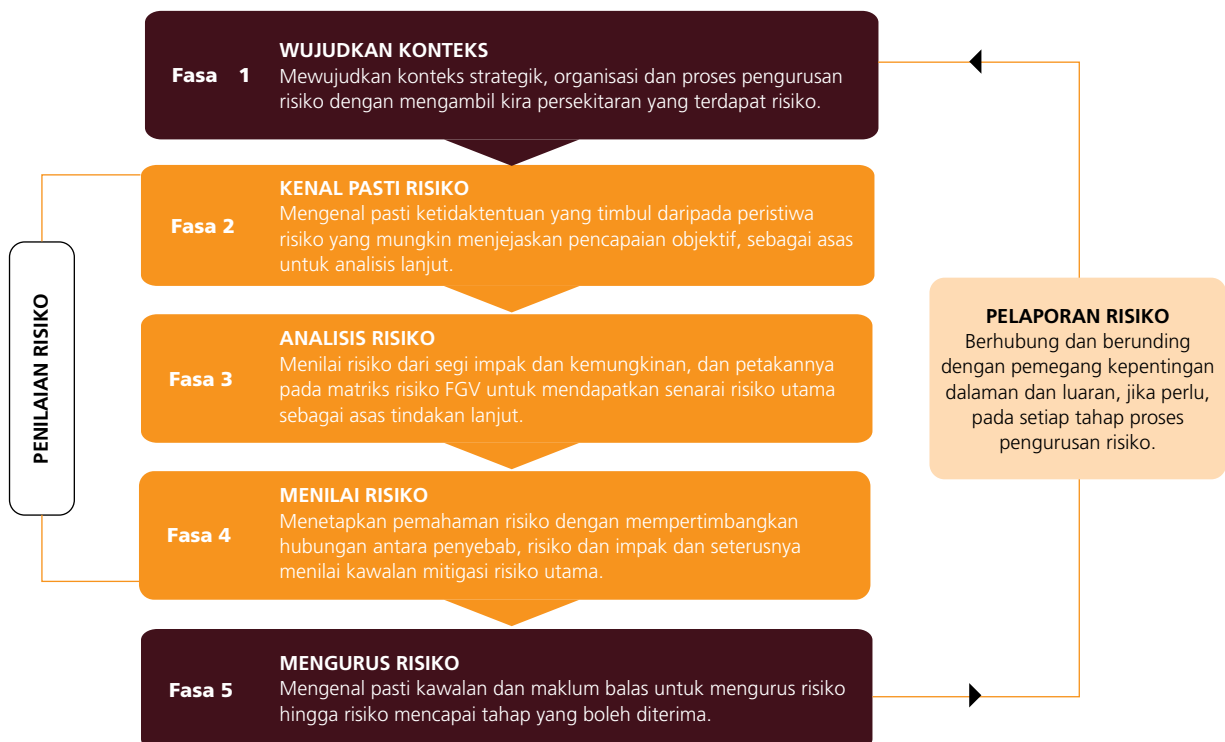 WUJUDKAN KONTEKS
Fasa 1
Mewujudkan konteks strategik, organisasi dan proses pengurusan
risiko dengan mengambil kira persekitaran yang terdapat risiko.
KENAL PASTI RISIKO
Fasa 2
Mengenal pasti ketidaktentuan yang timbul daripada peristiwa
risiko yang mungkin menjejaskan pencapaian objektif, sebagai asas
untuk analisis lanjut.
PENILAIAN RISIKO
ANALISIS RISIKO
Fasa 3
Menilai risiko dari segi impak dan kemungkinan, dan petakannya
pada matriks risiko FGV untuk mendapatkan senarai risiko utama
sebagai asas tindakan lanjut.
MENILAI RISIKO
Fasa 4
Menetapkan pemahaman risiko dengan mempertimbangkan
hubungan antara penyebab, risiko dan impak dan seterusnya
menilai kawalan mitigasi risiko utama.
MENGURUS RISIKO
Fasa 5
Mengenal pasti kawalan dan maklum balas untuk mengurus risiko
hingga risiko mencapai tahap yang boleh diterima.
PELAPORAN RISIKO
Berhubung dan berunding
dengan pemegang kepentingan
dalaman dan luaran, jika perlu,
pada setiap tahap proses
pengurusan risiko.